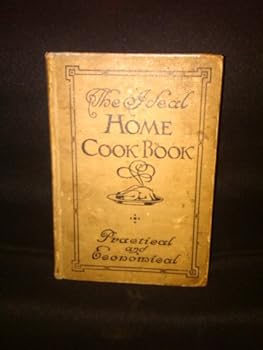 The Ideal
HOME
COOK BOOK
Practical
and
Economical